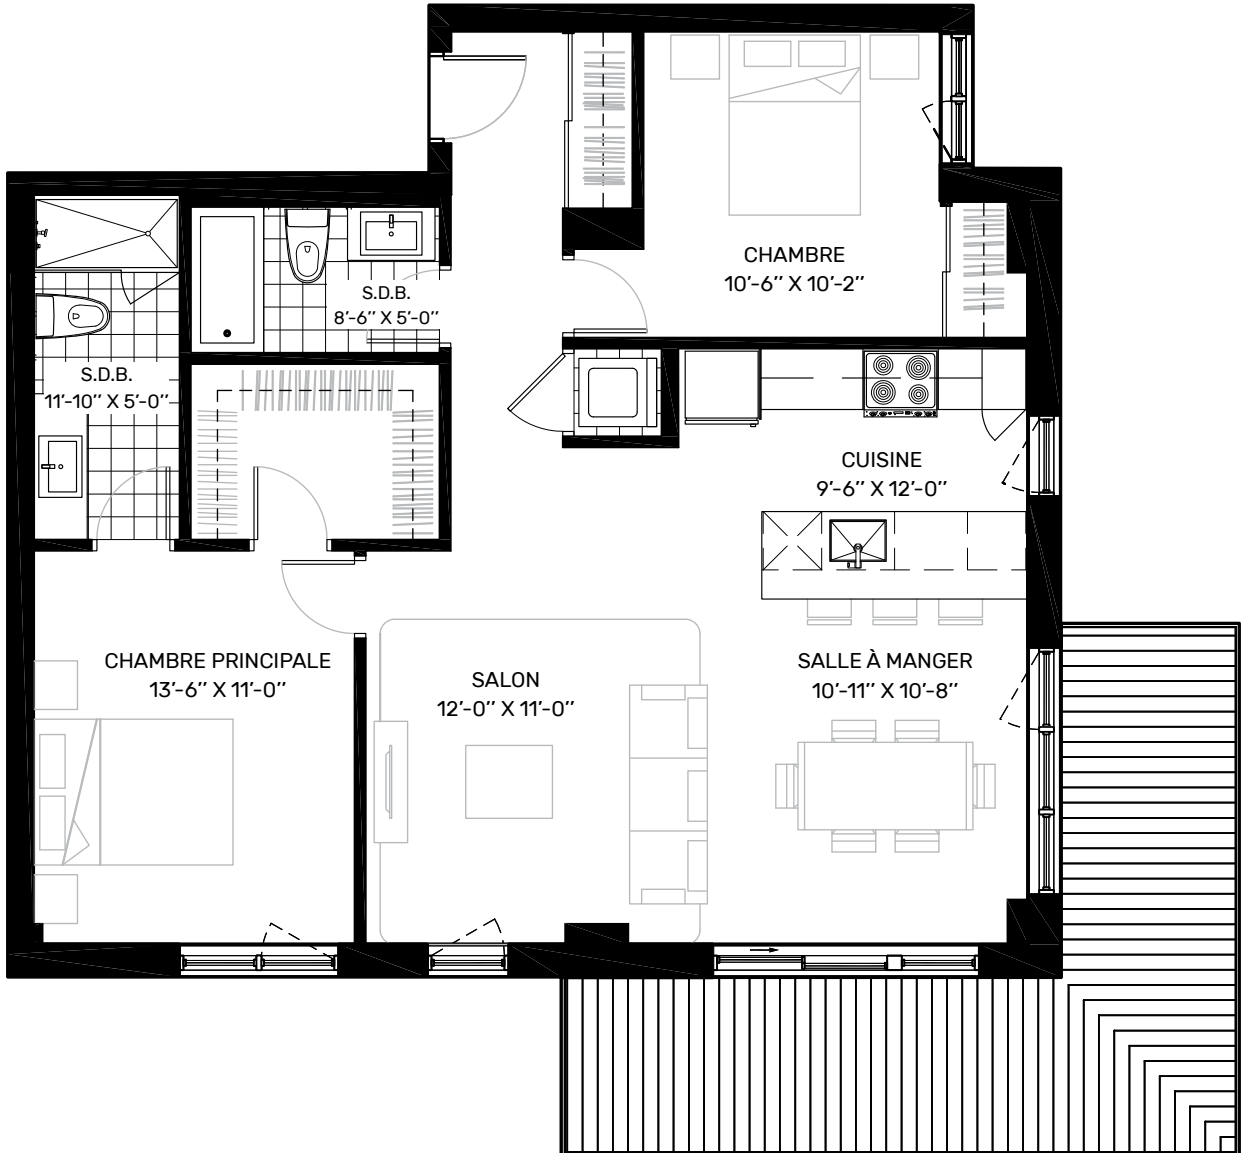 CHAMBRE
10'-6'' X 10'-2''
S.D.B.
8'-6'' X 5'-0''
S.D.B.
11'-10'' X 5'-0''
CUISINE
9'-6'' X 12'-0''
CHAMBRE PRINCIPALE
13'-6'' X 11'-0''
SALON
12'-0'' X 11'-0''
SALLE À MANGER
10'-11'' X 10'-8''